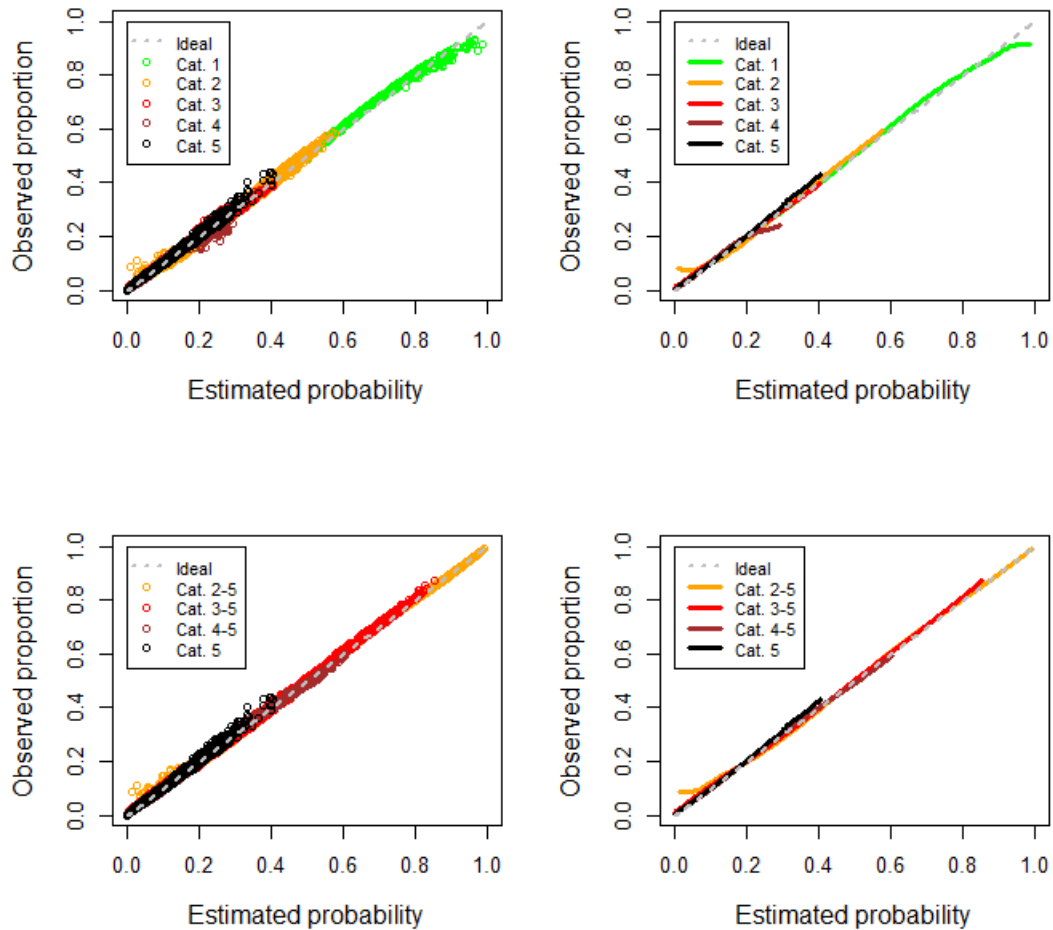 Observed proportion
0.0 0.2 0.4 0.6 0.8 1.0
Ideal
Cat. 1
Cat. 2
Cat. 3
Cat. 4
Cat. 5
0.0 0.2 0.4 0.6 0.8 1.0
Estimated probability
Observed proportion
0.0 0.2 0.4 0.6 0.8 1.0
Ideal
Cat. 1
Cat. 2
Cat. 3
Cat. 4
Cat. 5
0.0 0.2 0.4 0.6 0.8 1.0
Estimated probability
Observed proportion
0.0 0.2 0.4 0.6 0.8 1.0
Ideal
Cat. 2-5
Cat. 3-5
Cat. 4-5
Cat. 5
0.0 0.2 0.4 0.6 0.8 1.0
Estimated probability
Observed proportion
0.0 0.2 0.4 0.6 0.8 1.0
Ideal
Cat. 2-5
Cat. 3-5
Cat. 4-5
Cat. 5
0.0 0.2 0.4 0.6 0.8 1.0
Estimated probability